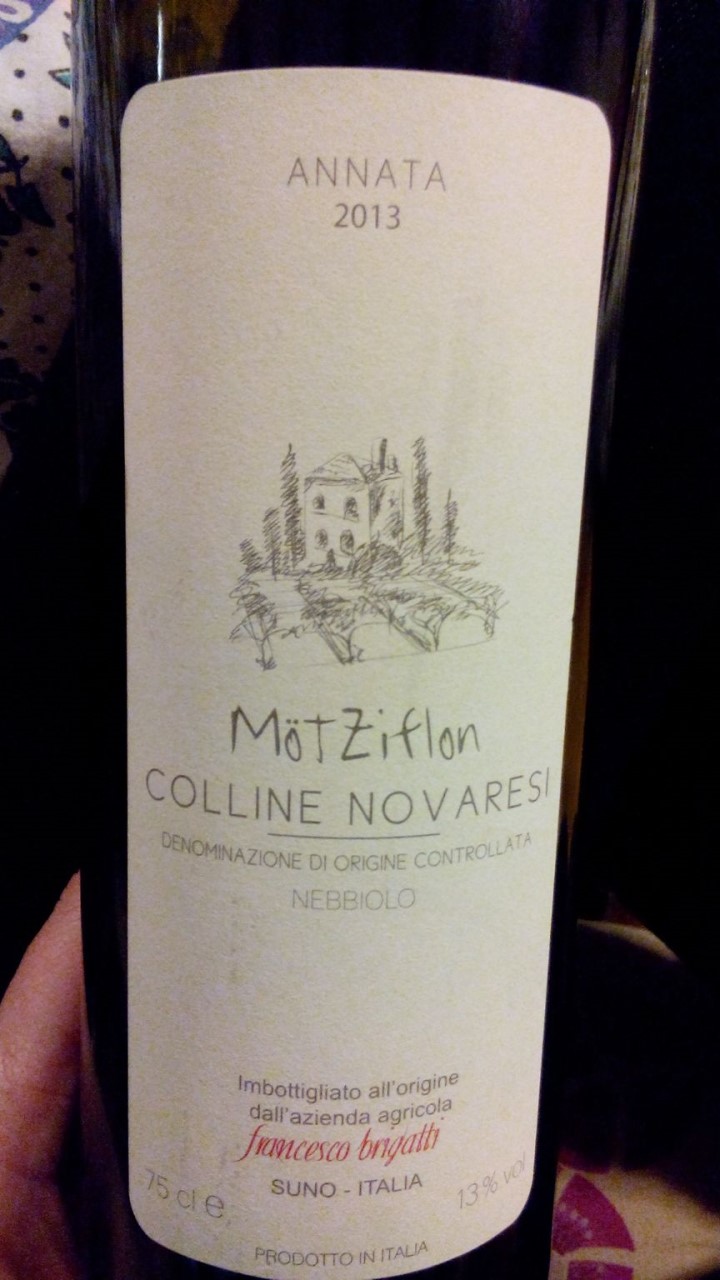 ANNATA
2013
MötZiflon
COLLINE NOVARESI
DENOMINAZIONE DI ORIGINE CONTROLLATA
NEBBIOLO
Imbottigliato all'origine
dall'azienda agricola
francesco brigatti
SUNO - ITALIA
75 cl e
13% vol
PRODOTTO IN ITALIA